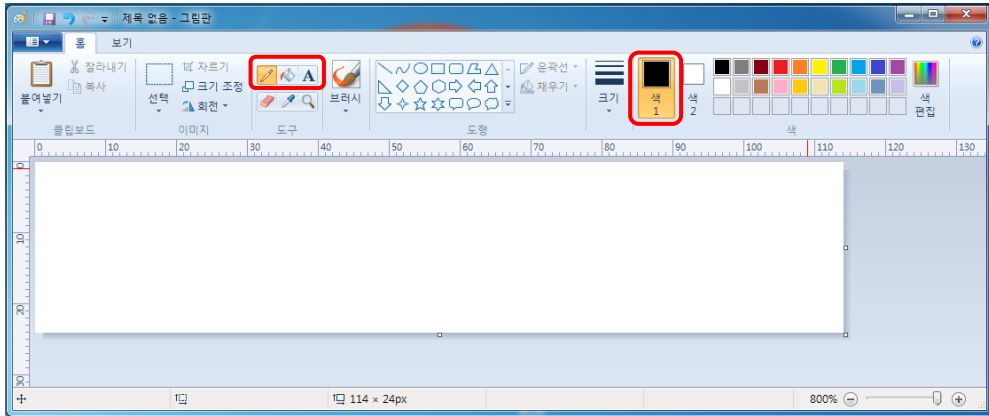 제목 없음 - 그림판
홈 보기
붙여넣기
잘라내기
복사
클립보드
선택
자르기
크기 조정
회전
이미지
A
도구
브러시
윤곽선
채우기
도형
크기
색
1
색
2
색
편집
색
0 10 20 30 40 50 60 70 80 90 100 110 120 130
0
10
20
30
114 × 24px
800%